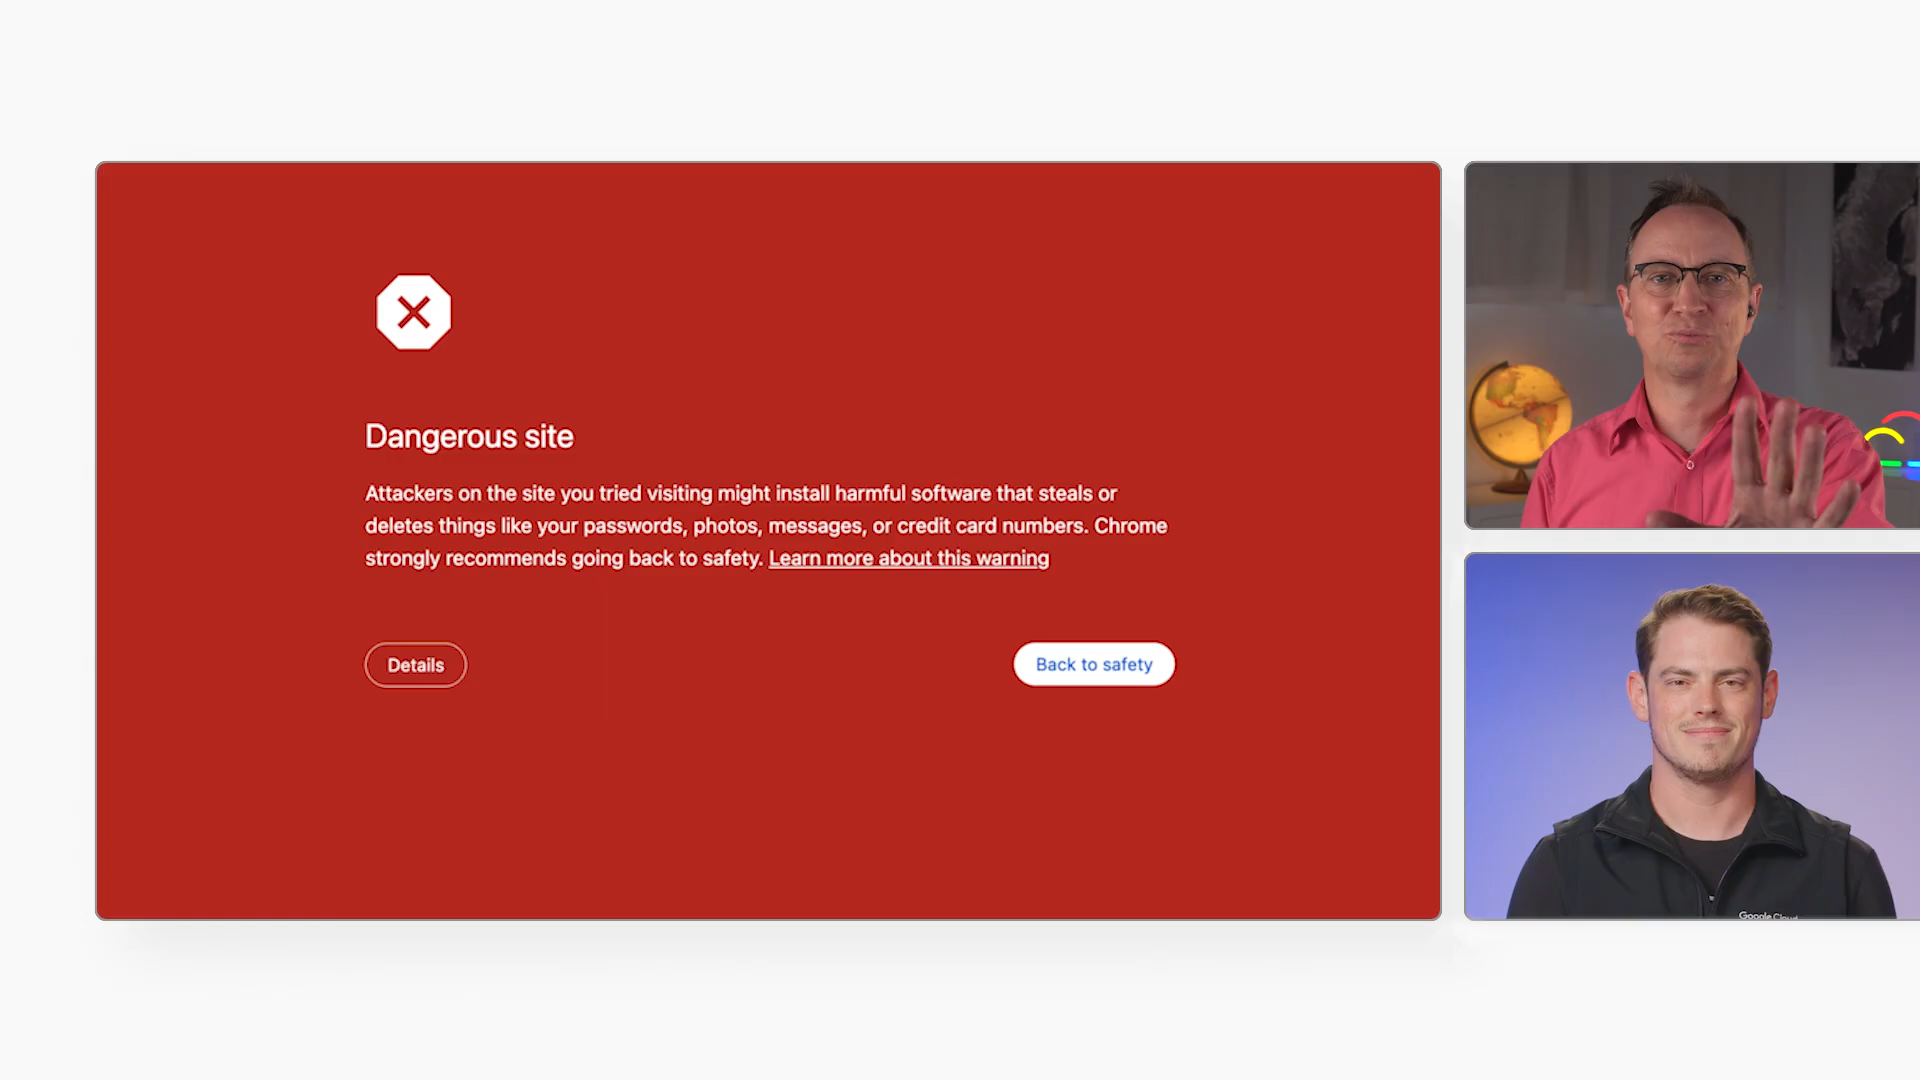 Dangerous site
Attackers on the site you tried visiting might install harmful software that steals or
deletes things like your passwords, photos, messages, or credit card numbers. Chrome
strongly recommends going back to safety. Learn more about this warning
Details
Back to safety
Google Cloud